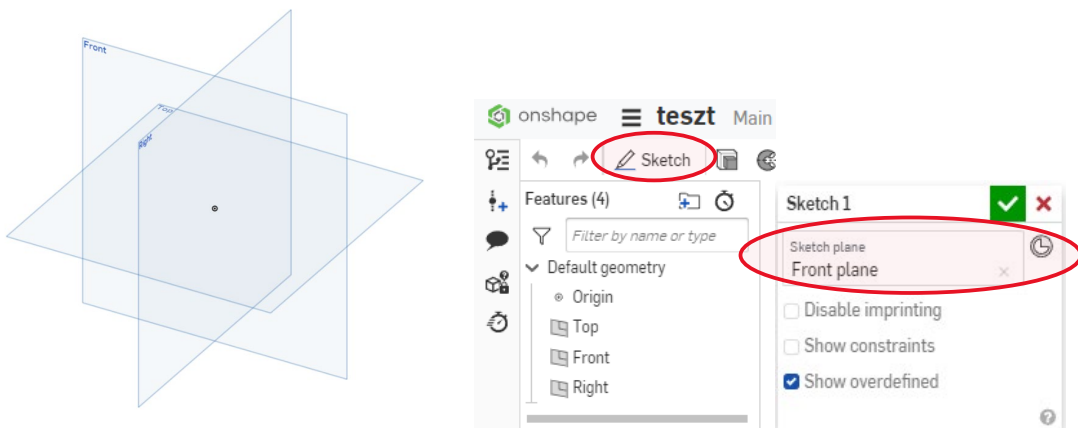 Front
Top
Right
onshape teszt Main
Sketch
Features (4)
Filter by name or type
Default geometry
Origin
Top
Front
Right
Sketch 1
Sketch plane
Front plane
Disable imprinting
Show constraints
Show overdefined